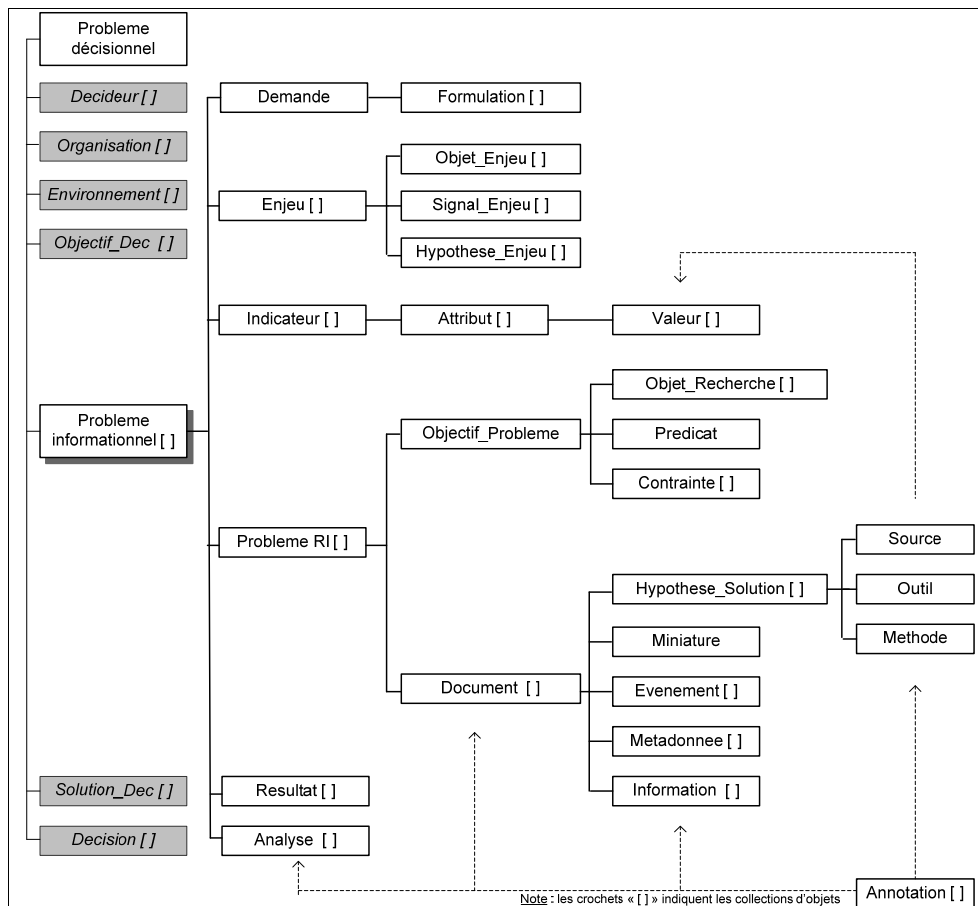 Probleme
décisionnel
Decideur [ ]
Organisation [ ]
Environnement [ ]
Objectif_Dec [ ]
Probleme
informationnel [ ]
Solution_Dec [ ]
Decision [ ]
Demande
Formulation [ ]
Enjeu [ ]
Objet_Enjeu [ ]
Signal_Enjeu [ ]
Hypothese_Enjeu [ ]
Indicateur [ ]
Attribut [ ]
Valeur [ ]
Probleme RI [ ]
Objectif_Probleme
Objet_Recherche [ ]
Predicat
Contrainte [ ]
Document [ ]
Hypothese_Solution [ ]
Source
Outil
Methode
Miniature
Evenement [ ]
Metadonnee [ ]
Information [ ]
Resultat [ ]
Analyse [ ]
Annotation [ ]
Note : les crochets « [ ] » indiquent les collections d'objets